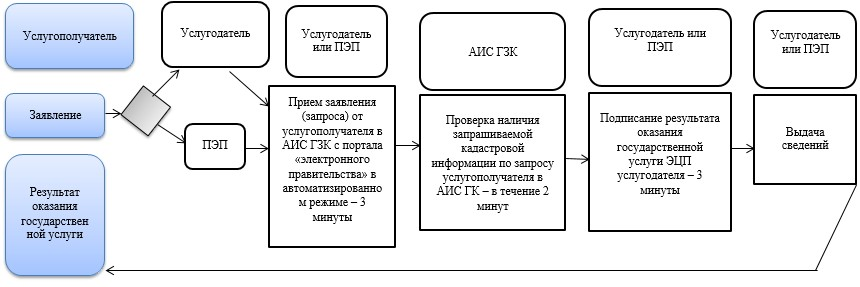 Услугополучатель
Услугодатель
Услугодатель
или ПЭП
АИС ГЗК
Услугодатель или
ПЭП
Услугодатель
или ПЭП
Заявление
ПЭП
Прием заявления
(запроса) от
услугополучателя в
АИС ГЗК с портала
«электронного
правительства» в
автоматизированно
м режиме – 3
минуты
Проверка наличия
запрашиваемой
кадастровой
информации по запросу
услугополучателя в
АИС ГК – в течение 2
минут
Подписание результата
оказания
государственной
услуги ЭЦП
услугодателя – 3
минуты
Выдача
сведений
Результат
оказания
государствен
ной услуги